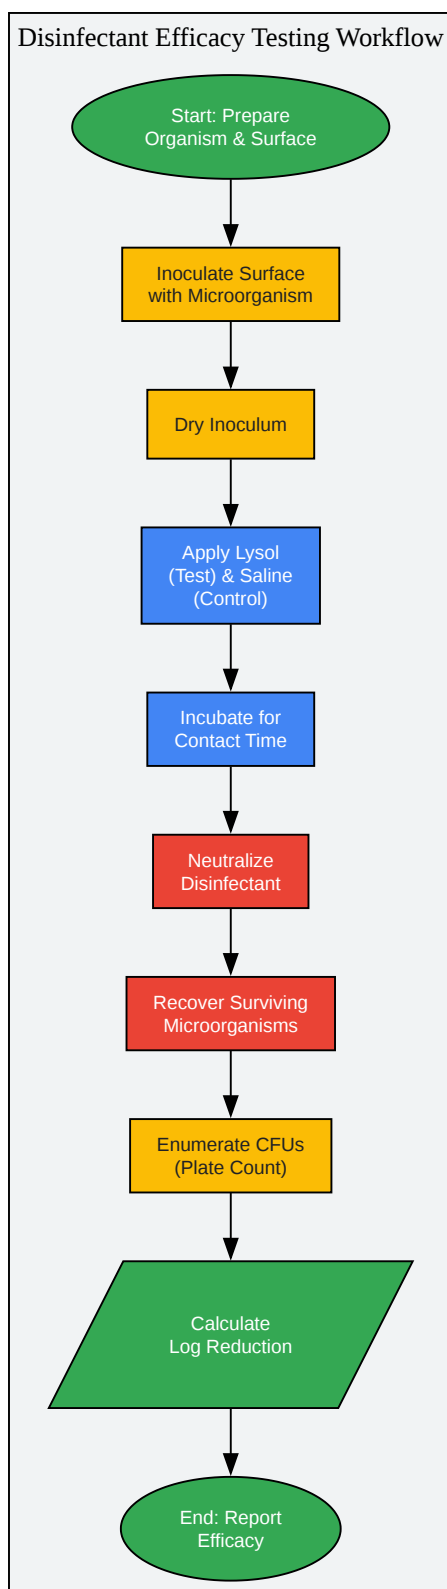 Disinfectant Efficacy Testing Workflow
Start: Prepare
Organism & Surface
Inoculate Surface
with Microorganism
Dry Inoculum
Apply Lysol
(Test) & Saline
(Control)
Incubate for
Contact Time
Neutralize
Disinfectant
Recover Surviving
Microorganisms
Enumerate CFUs
(Plate Count)
Calculate
Log Reduction
End: Report
Efficacy